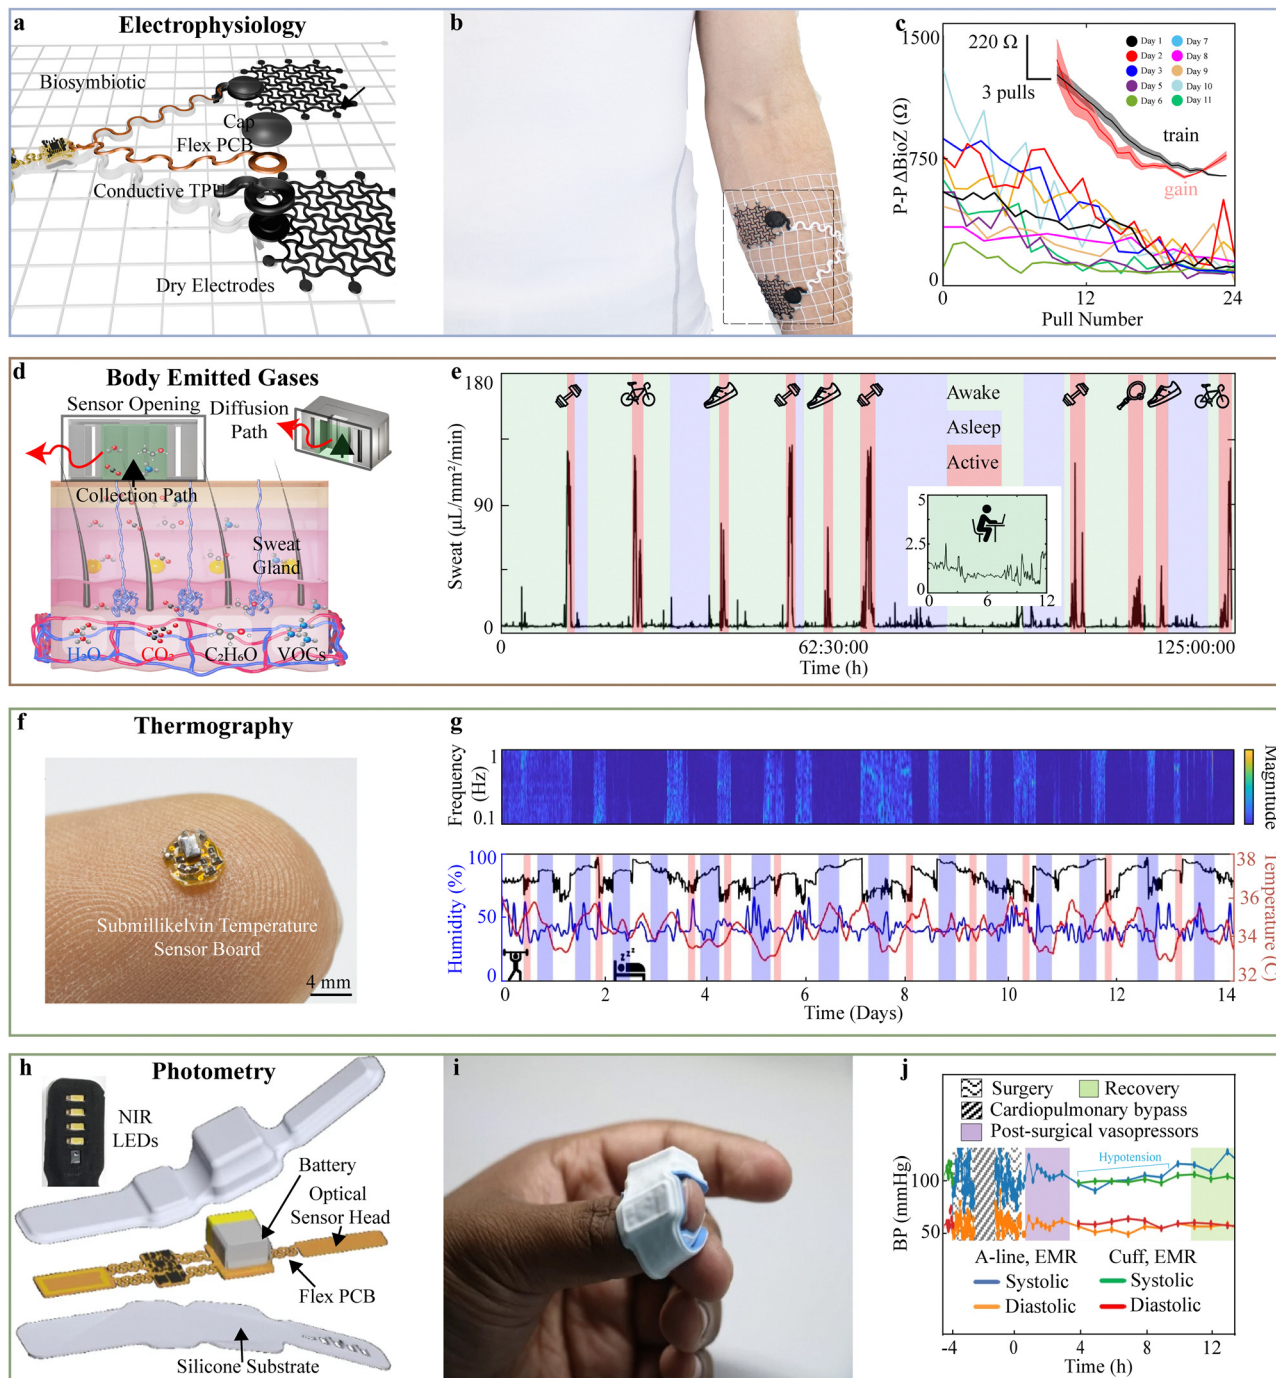 a
Electrophysiology
Biosymbiotic
Cap
Flex PCB
Conductive TPU
Dry Electrodes
b
c
1500
750
0
P-P ΔBioZ (Ω)
220 Ω
3 pulls
Day 1
Day 2
Day 3
Day 5
Day 6
Day 7
Day 8
Day 9
Day 10
Day 11
train
gain
0
12
24
Pull Number
d
Body Emitted Gases
Sensor Opening
Diffusion
Path
Collection Path
Sweat
Gland
H₂O
CO₂
C₂H₆O
VOCs
e
180
90
0
Sweat (μL/mm²/min)
Awake
Asleep
Active
5
2.5
0
0
6
12
0
62:30:00
125:00:00
Time (h)
f
Thermography
Submillikelvin Temperature
Sensor Board
4 mm
g
Frequency
(Hz)
1
0.1
Magnitude
100
50
0
Humidity (%)
38
36
34
32
Temperature (C)
zzz
0
2
4
6
8
10
12
14
Time (Days)
h
Photometry
NIR
LEDs
Battery
Optical
Sensor Head
Flex PCB
Silicone Substrate
i
j
Surgery
Recovery
Cardiopulmonary bypass
Post-surgical vasopressors
Hypotension
100
50
BP (mmHg)
A-line, EMR
Cuff, EMR
Systolic
Systolic
Diastolic
Diastolic
-4
0
4
8
12
Time (h)